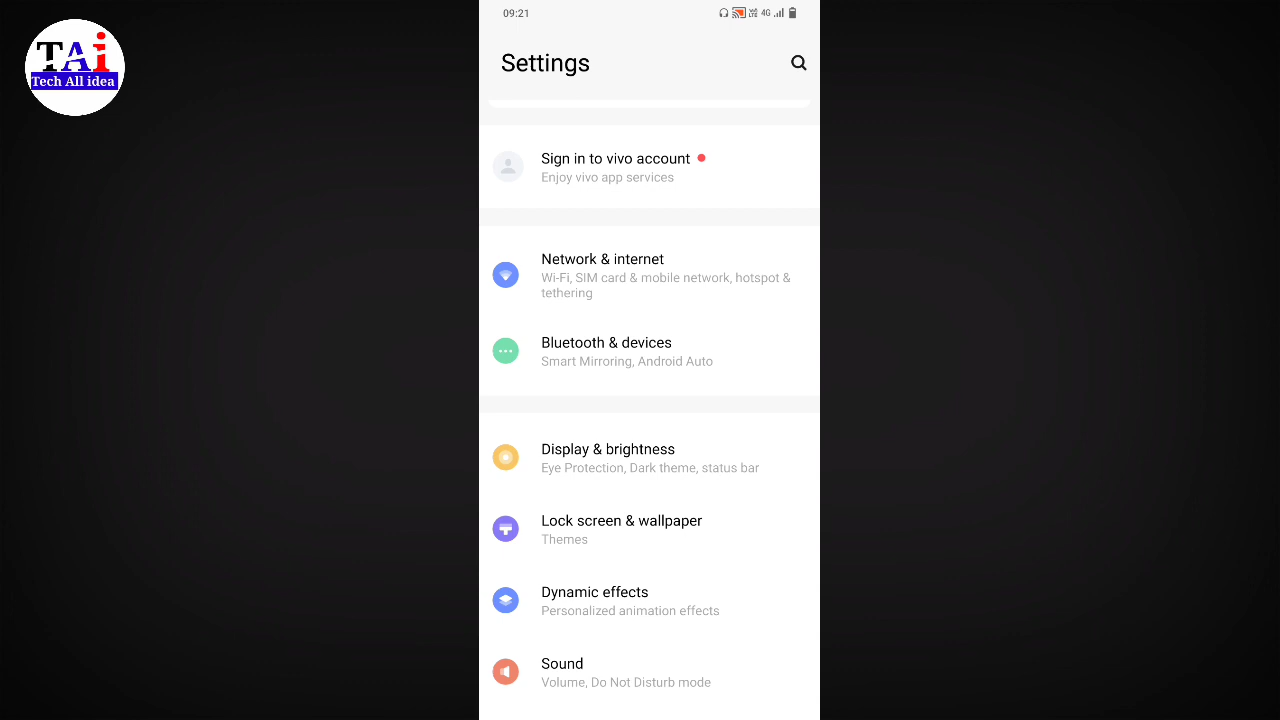 TAi
Tech All idea
09:21
4G
Settings
Sign in to vivo account
Enjoy vivo app services
Network & internet
Wi-Fi, SIM card & mobile network, hotspot &
tethering
Bluetooth & devices
Smart Mirroring, Android Auto
Display & brightness
Eye Protection, Dark theme, status bar
Lock screen & wallpaper
Themes
Dynamic effects
Personalized animation effects
Sound
Volume, Do Not Disturb mode